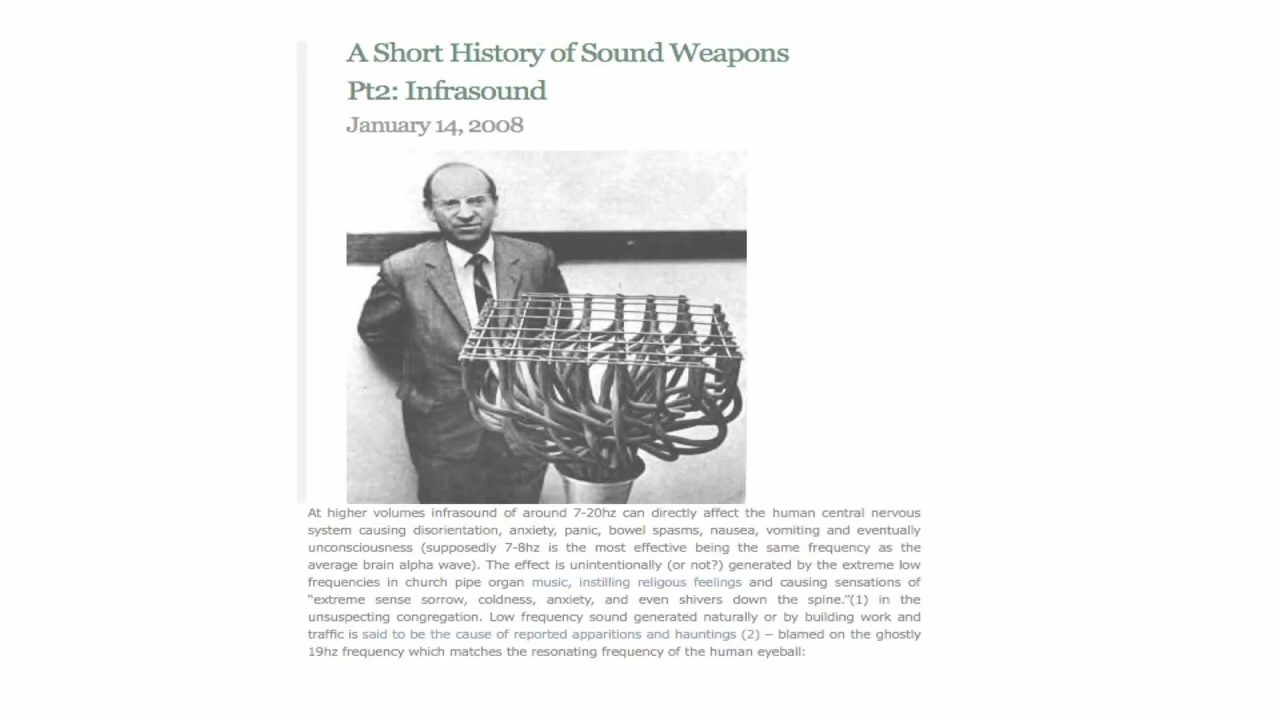 A Short History of Sound Weapons
Pt2: Infrasound
January 14, 2008
At higher volumes infrasound of around 7-20hz can directly affect the human central nervous
system causing disorientation, anxiety, panic, bowel spasms, nausea, vomiting and eventually
unconsciousness (supposedly 7-8hz is the most effective being the same frequency as the
average brain alpha wave). The effect is unintentionally (or not?) generated by the extreme low
frequencies in church pipe organ music, instilling religous feelings and causing sensations of
“extreme sense sorrow, coldness, anxiety, and even shivers down the spine.”(1) in the
unsuspecting congregation. Low frequency sound generated naturally or by building work and
traffic is said to be the cause of reported apparitions and hauntings (2) – blamed on the ghostly
19hz frequency which matches the resonating frequency of the human eyeball: